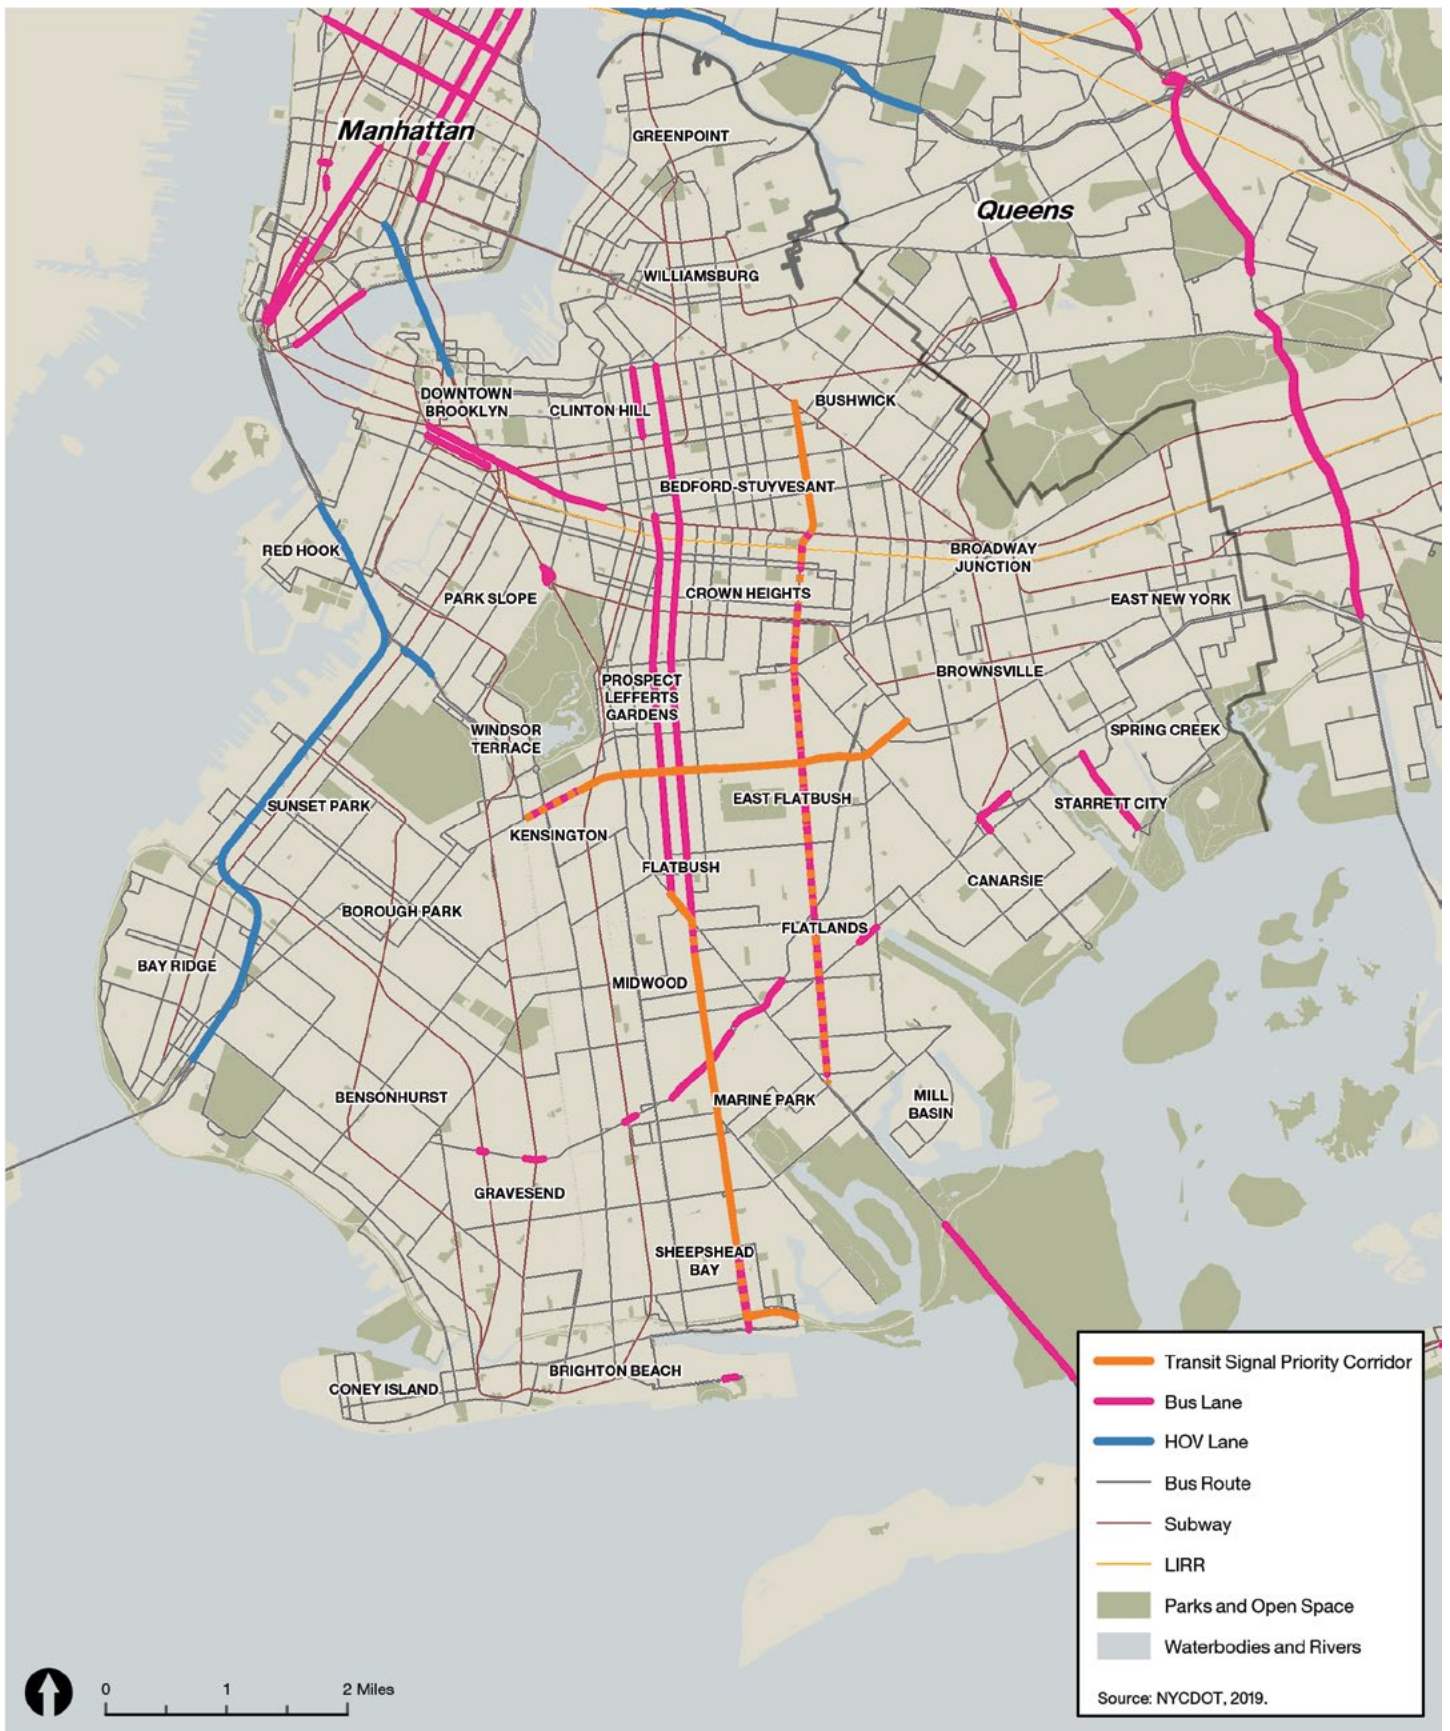 Manhattan
GREENPOINT
Queens
WILLIAMSBURG
DOWNTOWN
BROOKLYN
CLINTON HILL
BUSHWICK
BEDFORD-STUYVESANT
RED HOOK
BROADWAY
JUNCTION
PARK SLOPE
CROWN HEIGHTS
EAST NEW YORK
BROWNSVILLE
PROSPECT
LEFFERTS
GARDENS
WINDSOR
TERRACE
SPRING CREEK
SUNSET PARK
EAST FLATBUSH
STARRETT CITY
KENSINGTON
FLATBUSH
CANARSIE
BOROUGH PARK
FLATLANDS
BAY RIDGE
MIDWOOD
BENSONHURST
MARINE PARK
MILL
BASIN
GRAVESEND
SHEEPSHEAD
BAY
BRIGHTON BEACH
CONEY ISLAND
Transit Signal Priority Corridor
Bus Lane
HOV Lane
Bus Route
Subway
LIRR
Parks and Open Space
Waterbodies and Rivers
Source: NYCDOT, 2019.
0 1 2 Miles